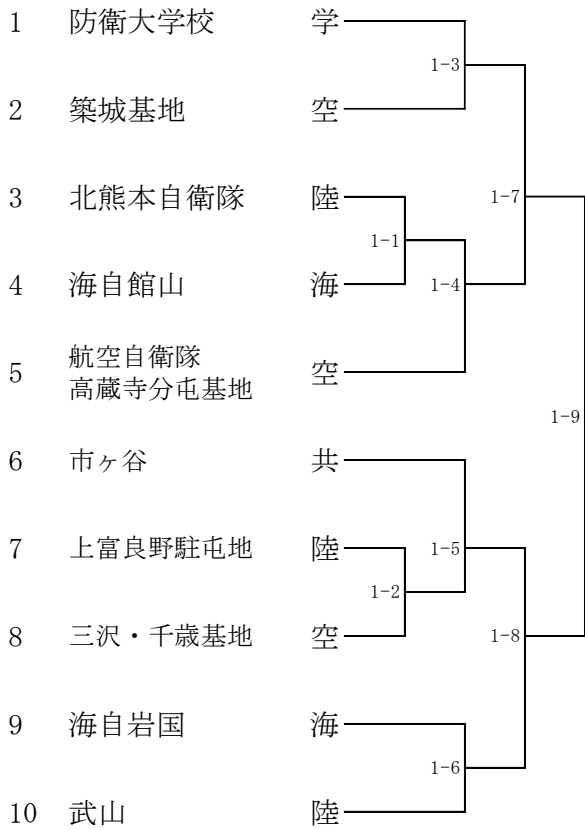 1 防衛大学校 学
1-3
2 築城基地 空
3 北熊本自衛隊 陸
1-7
1-1
4 海自館山 海
1-4
5 航空自衛隊
高蔵寺分屯基地 空
1-9
6 市ヶ谷 共
7 上富良野駐屯地 陸
1-5
1-2
8 三沢・千歳基地 空
1-8
9 海自岩国 海
1-6
10 武山 陸